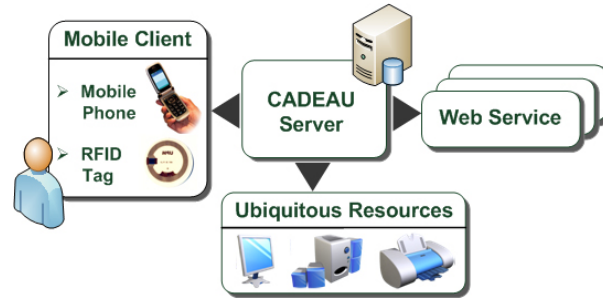 Mobile Client
Mobile
Phone
RFID
Tag
CADEAU
Server
Web Service
Ubiquitous Resources